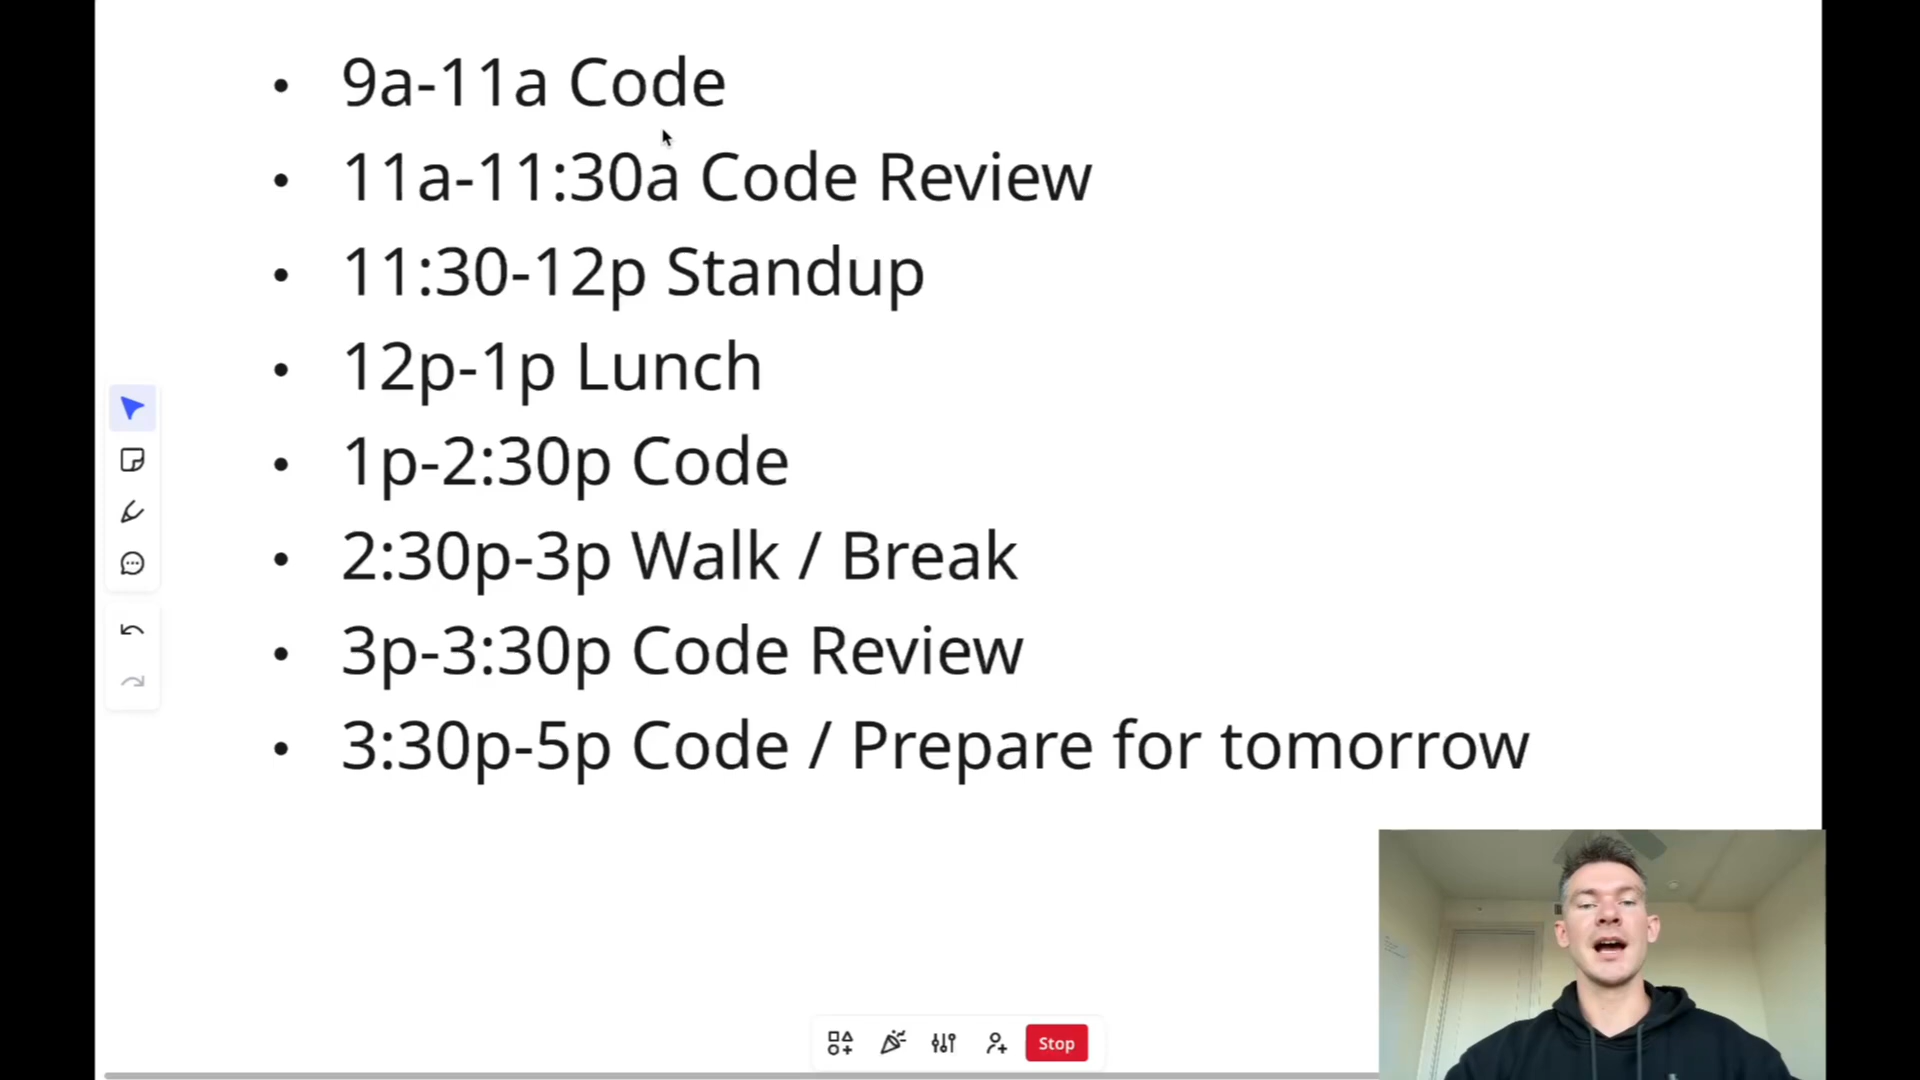 • 9a-11a Code
• 11a-11:30a Code Review
• 11:30-12p Standup
• 12p-1p Lunch
• 1p-2:30p Code
• 2:30p-3p Walk / Break
• 3p-3:30p Code Review
• 3:30p-5p Code / Prepare for tomorrow
Stop